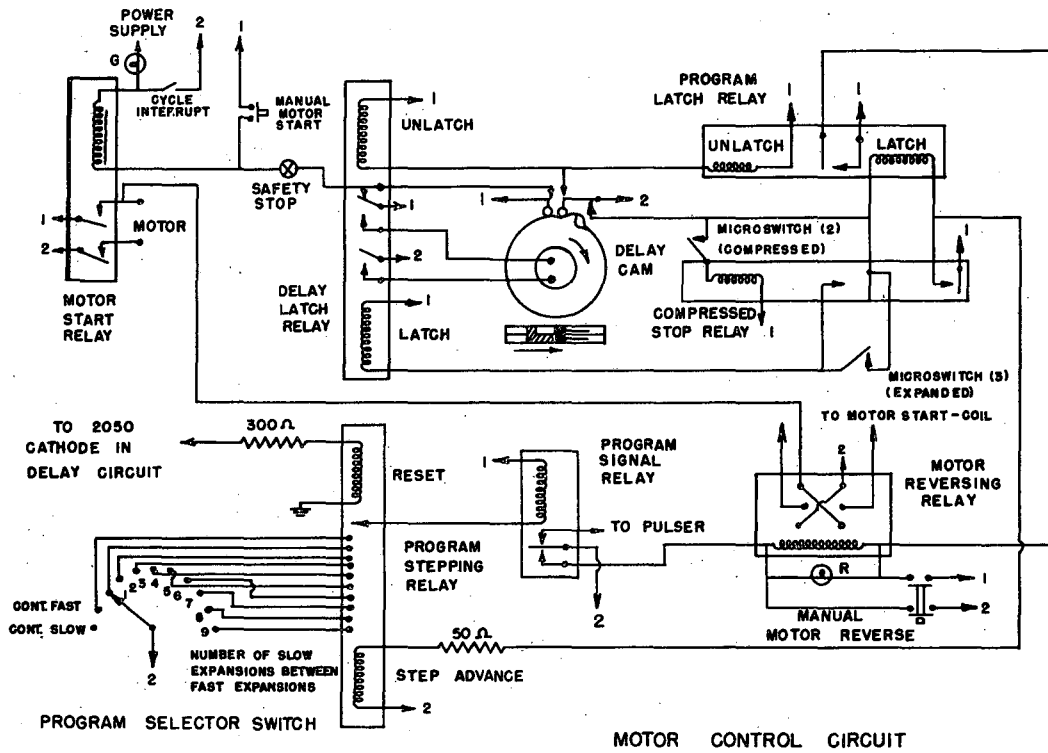 POWER
SUPPLY
2
1
G
CYCLE
INTERRUPT
MANUAL
MOTOR
START
1
UNLATCH
PROGRAM
LATCH RELAY
1
1
UNLATCH
LATCH
SAFETY
STOP
1
2
MOTOR
1
2
MOTOR
START
RELAY
1
2
DELAY
LATCH
RELAY
1
LATCH
DELAY
CAM
MICROSWITCH (2)
(COMPRESSED)
1
COMPRESSED
STOP RELAY
1
MICROSWITCH (3)
(EXPANDED)
TO MOTOR START-COIL
TO 2050
CATHODE IN
DELAY CIRCUIT
300Ω
RESET
1
PROGRAM
SIGNAL
RELAY
2
MOTOR
REVERSING
RELAY
TO PULSER
PROGRAM
STEPPING
RELAY
2
R
1
2
MANUAL
MOTOR REVERSE
CONT. FAST
CONT. SLOW
1
2
3
4
5
6
7
8
9
2
NUMBER OF SLOW
EXPANSIONS BETWEEN
FAST EXPANSIONS
50Ω
STEP ADVANCE
2
PROGRAM SELECTOR SWITCH
MOTOR CONTROL CIRCUIT